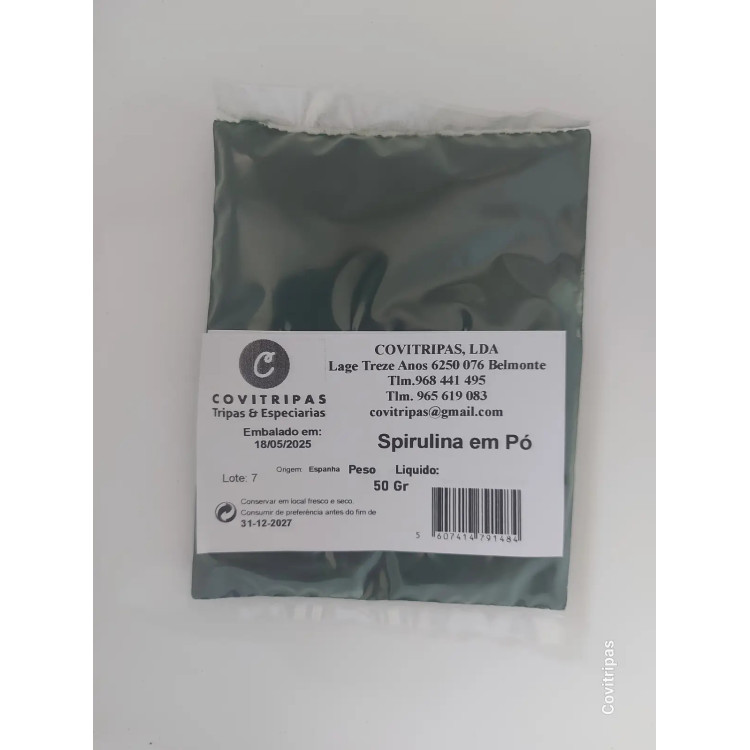 C
COVITRIPAS
Tripas & Especiarias
COVITRIPAS, LDA
Lage Treze Anos 6250 076 Belmonte
Tlm.968 441 495
Tlm. 965 619 083
covitripas@gmail.com
Embalado em:
18/05/2025
Spirulina em Pó
Origem Espanha Peso Liquido:
Lote: 7
50 Gr
Conservar em local fresco e seco.
Consumir de preferência antes do fim de
31-12-2027
5 607414 791484
Covitripas